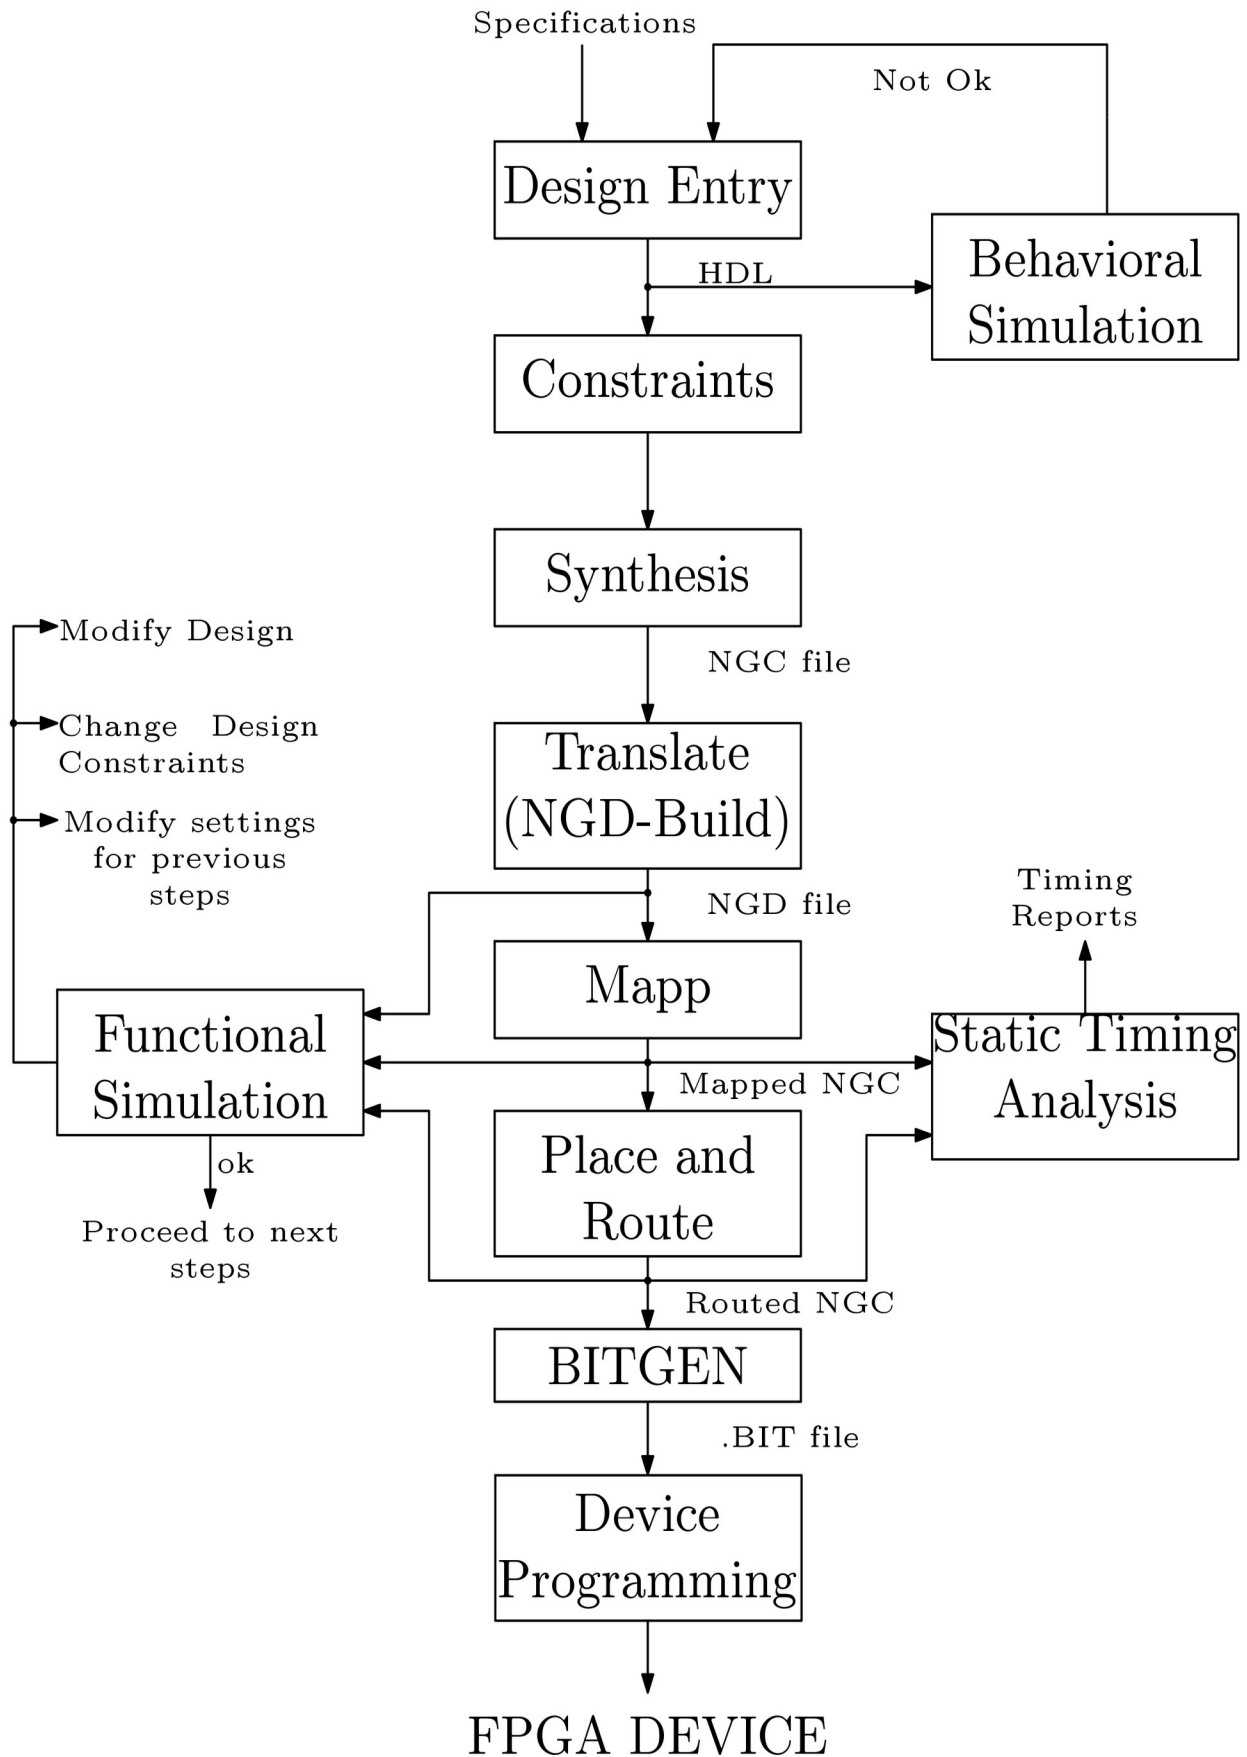 Specifications
Not Ok
Design Entry
HDL
Behavioral
Simulation
Constraints
Synthesis
NGC file
Modify Design
Change Design
Constraints
Modify settings
for previous
steps
Translate
(NGD-Build)
NGD file
Timing
Reports
Mapp
Functional
Simulation
Mapped NGC
Static Timing
Analysis
ok
Proceed to next
steps
Place and
Route
Routed NGC
BITGEN
.BIT file
Device
Programming
FPGA DEVICE